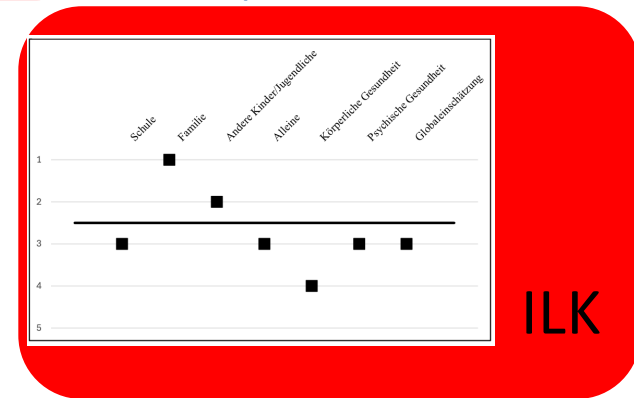 Schule
Familie
Andere Kinder/Jugendliche
Alleine
Körperliche Gesundheit
Psychische Gesundheit
Globaleinschätzung
1
2
3
4
5
ILK